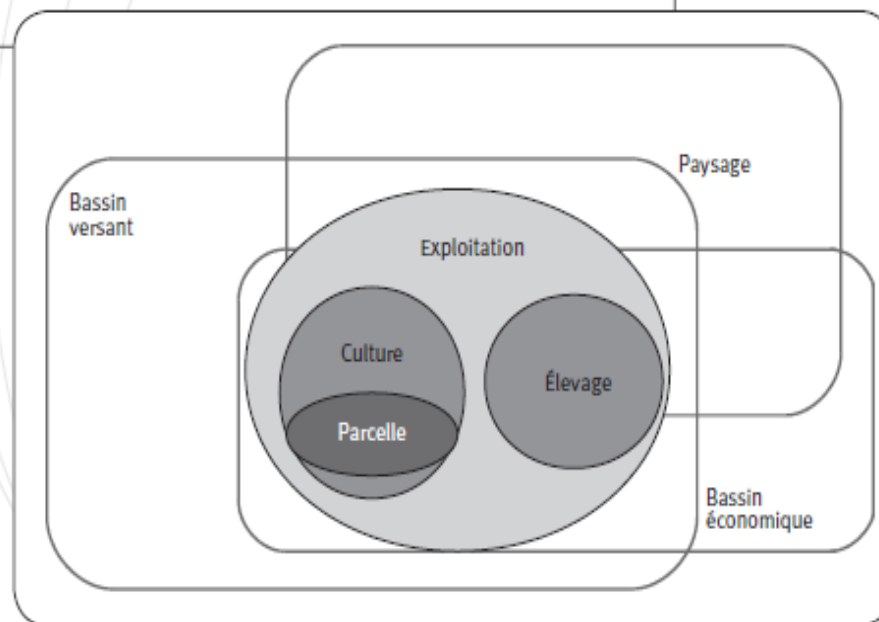 Paysage
Bassin
versant
Exploitation
Culture
Élevage
Parcelle
Bassin
économique